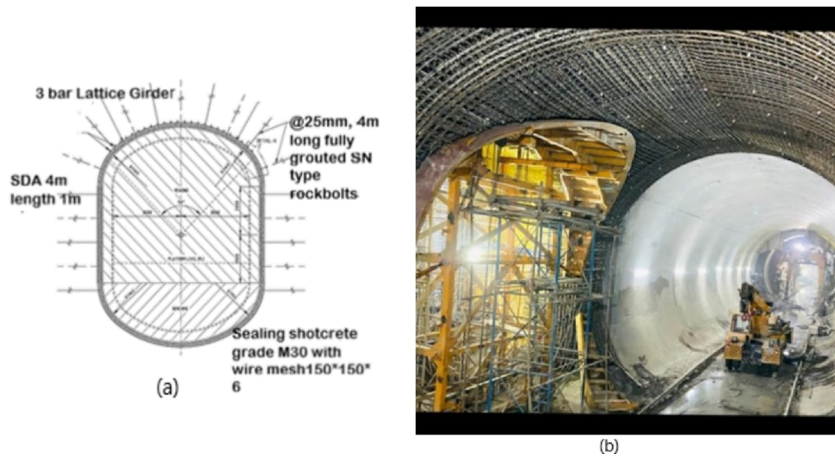 3 bar Lattice Girder
@25mm, 4m
long fully
grouted SN
type
rockbolts
SDA 4m
length 1m
Sealing shotcrete
grade M30 with
wire mesh150*150*
6
(a)
(b)